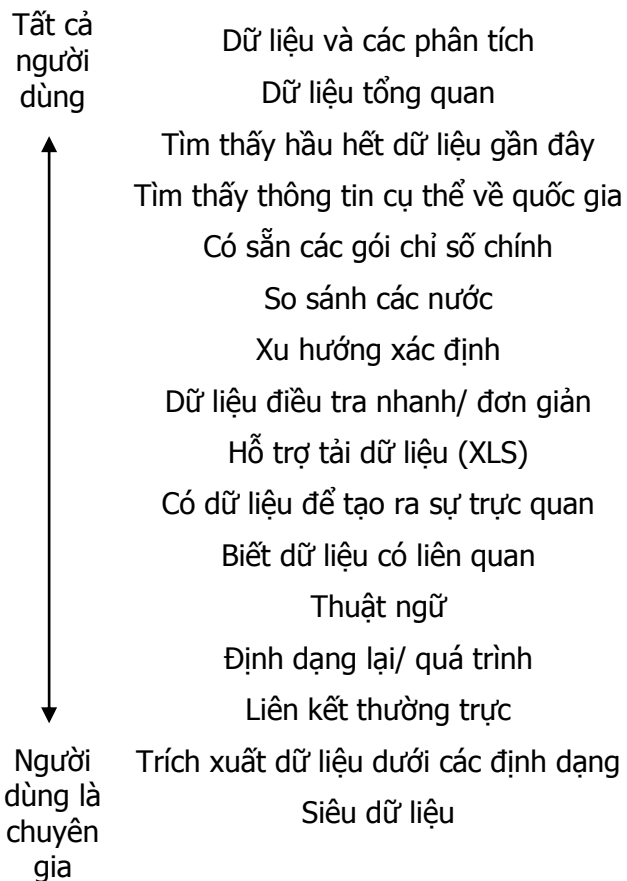 Tất cả
người
dùng
Dữ liệu và các phân tích
Dữ liệu tổng quan
Tìm thấy hầu hết dữ liệu gần đây
Tìm thấy thông tin cụ thể về quốc gia
Có sẵn các gói chỉ số chính
So sánh các nước
Xu hướng xác định
Dữ liệu điều tra nhanh/ đơn giản
Hỗ trợ tải dữ liệu (XLS)
Có dữ liệu để tạo ra sự trực quan
Biết dữ liệu có liên quan
Thuật ngữ
Định dạng lại/ quá trình
Liên kết thường trực
Trích xuất dữ liệu dưới các định dạng
Siêu dữ liệu
Người
dùng là
chuyên
gia